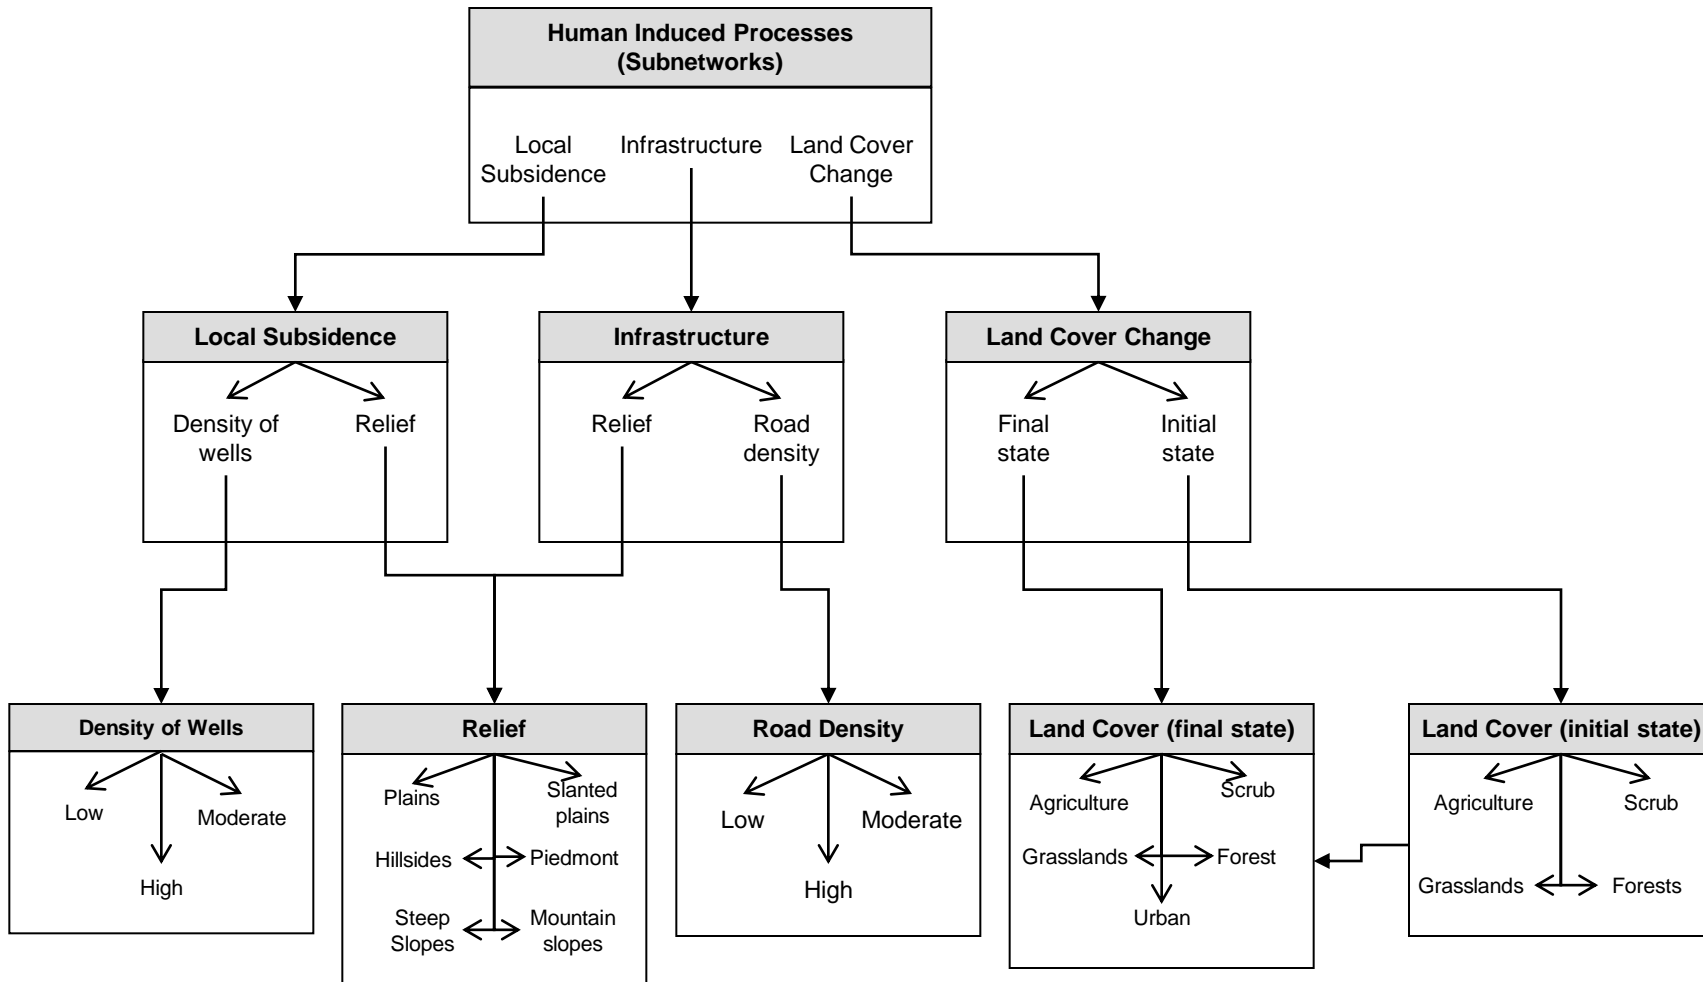 Human Induced Processes
(Subnetworks)
Local
Subsidence
Infrastructure
Land Cover
Change
Local Subsidence
Density of
wells
Relief
Infrastructure
Relief
Road
density
Land Cover Change
Final
state
Initial
state
Density of Wells
Low
Moderate
High
Relief
Plains
Slanted
plains
Hillsides
Piedmont
Steep
Slopes
Mountain
slopes
Road Density
Low
Moderate
High
Land Cover (final state)
Agriculture
Scrub
Grasslands
Forest
Urban
Land Cover (initial state)
Agriculture
Scrub
Grasslands
Forests